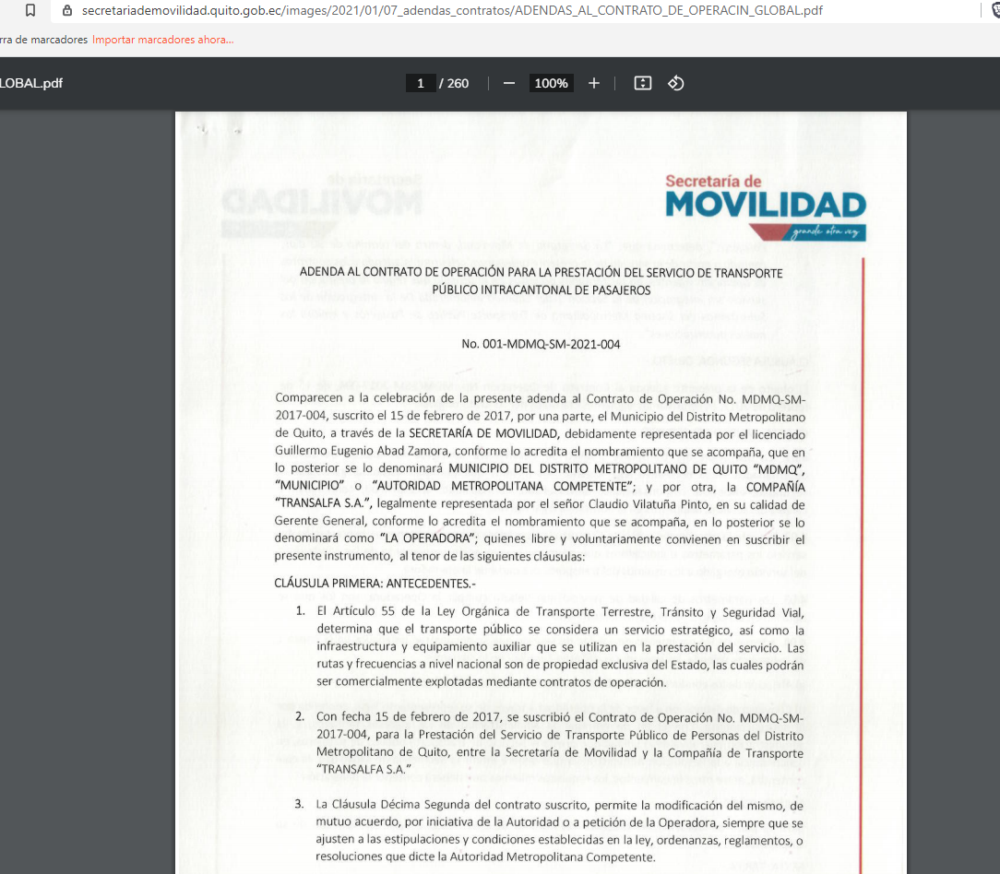 secretariademovilidad.quito.gob.ec/images/2021/01/07_adendas_contratos/ADENDAS_AL_CONTRATO_DE_OPERACIN_GLOBAL.pdf
rra de marcadores Importar marcadores ahora...
LOBAL.pdf
1 / 260 — 100% +
Secretaría de
MOVILIDAD
grande otra vez
ADENDA AL CONTRATO DE OPERACIÓN PARA LA PRESTACIÓN DEL SERVICIO DE TRANSPORTE
PÚBLICO INTRACANTONAL DE PASAJEROS
No. 001-MDMQ-SM-2021-004
Comparecen a la celebración de la presente adenda al Contrato de Operación No. MDMQ-SM-
2017-004, suscrito el 15 de febrero de 2017, por una parte, el Municipio del Distrito Metropolitano
de Quito, a través de la SECRETARÍA DE MOVILIDAD, debidamente representada por el licenciado
Guillermo Eugenio Abad Zamora, conforme lo acredita el nombramiento que se acompaña, que en
lo posterior se lo denominará MUNICIPIO DEL DISTRITO METROPOLITANO DE QUITO “MDMQ”,
“MUNICIPIO” o “AUTORIDAD METROPOLITANA COMPETENTE”; y por otra, la COMPAÑÍA
“TRANSALFA S.A.”, legalmente representada por el señor Claudio Vilatuña Pinto, en su calidad de
Gerente General, conforme lo acredita el nombramiento que se acompaña, en lo posterior se lo
denominará como “LA OPERADORA”; quienes libre y voluntariamente convienen en suscribir el
presente instrumento, al tenor de las siguientes cláusulas:
CLÁUSULA PRIMERA: ANTECEDENTES.-
1. El Artículo 55 de la Ley Orgánica de Transporte Terrestre, Tránsito y Seguridad Vial,
determina que el transporte público se considera un servicio estratégico, así como la
infraestructura y equipamiento auxiliar que se utilizan en la prestación del servicio. Las
rutas y frecuencias a nivel nacional son de propiedad exclusiva del Estado, las cuales podrán
ser comercialmente explotadas mediante contratos de operación.
2. Con fecha 15 de febrero de 2017, se suscribió el Contrato de Operación No. MDMQ-SM-
2017-004, para la Prestación del Servicio de Transporte Público de Personas del Distrito
Metropolitano de Quito, entre la Secretaría de Movilidad y la Compañía de Transporte
“TRANSALFA S.A.”
3. La Cláusula Décima Segunda del contrato suscrito, permite la modificación del mismo, de
mutuo acuerdo, por iniciativa de la Autoridad o a petición de la Operadora, siempre que se
ajusten a las estipulaciones y condiciones establecidas en la ley, ordenanzas, reglamentos, o
resoluciones que dicte la Autoridad Metropolitana Competente.